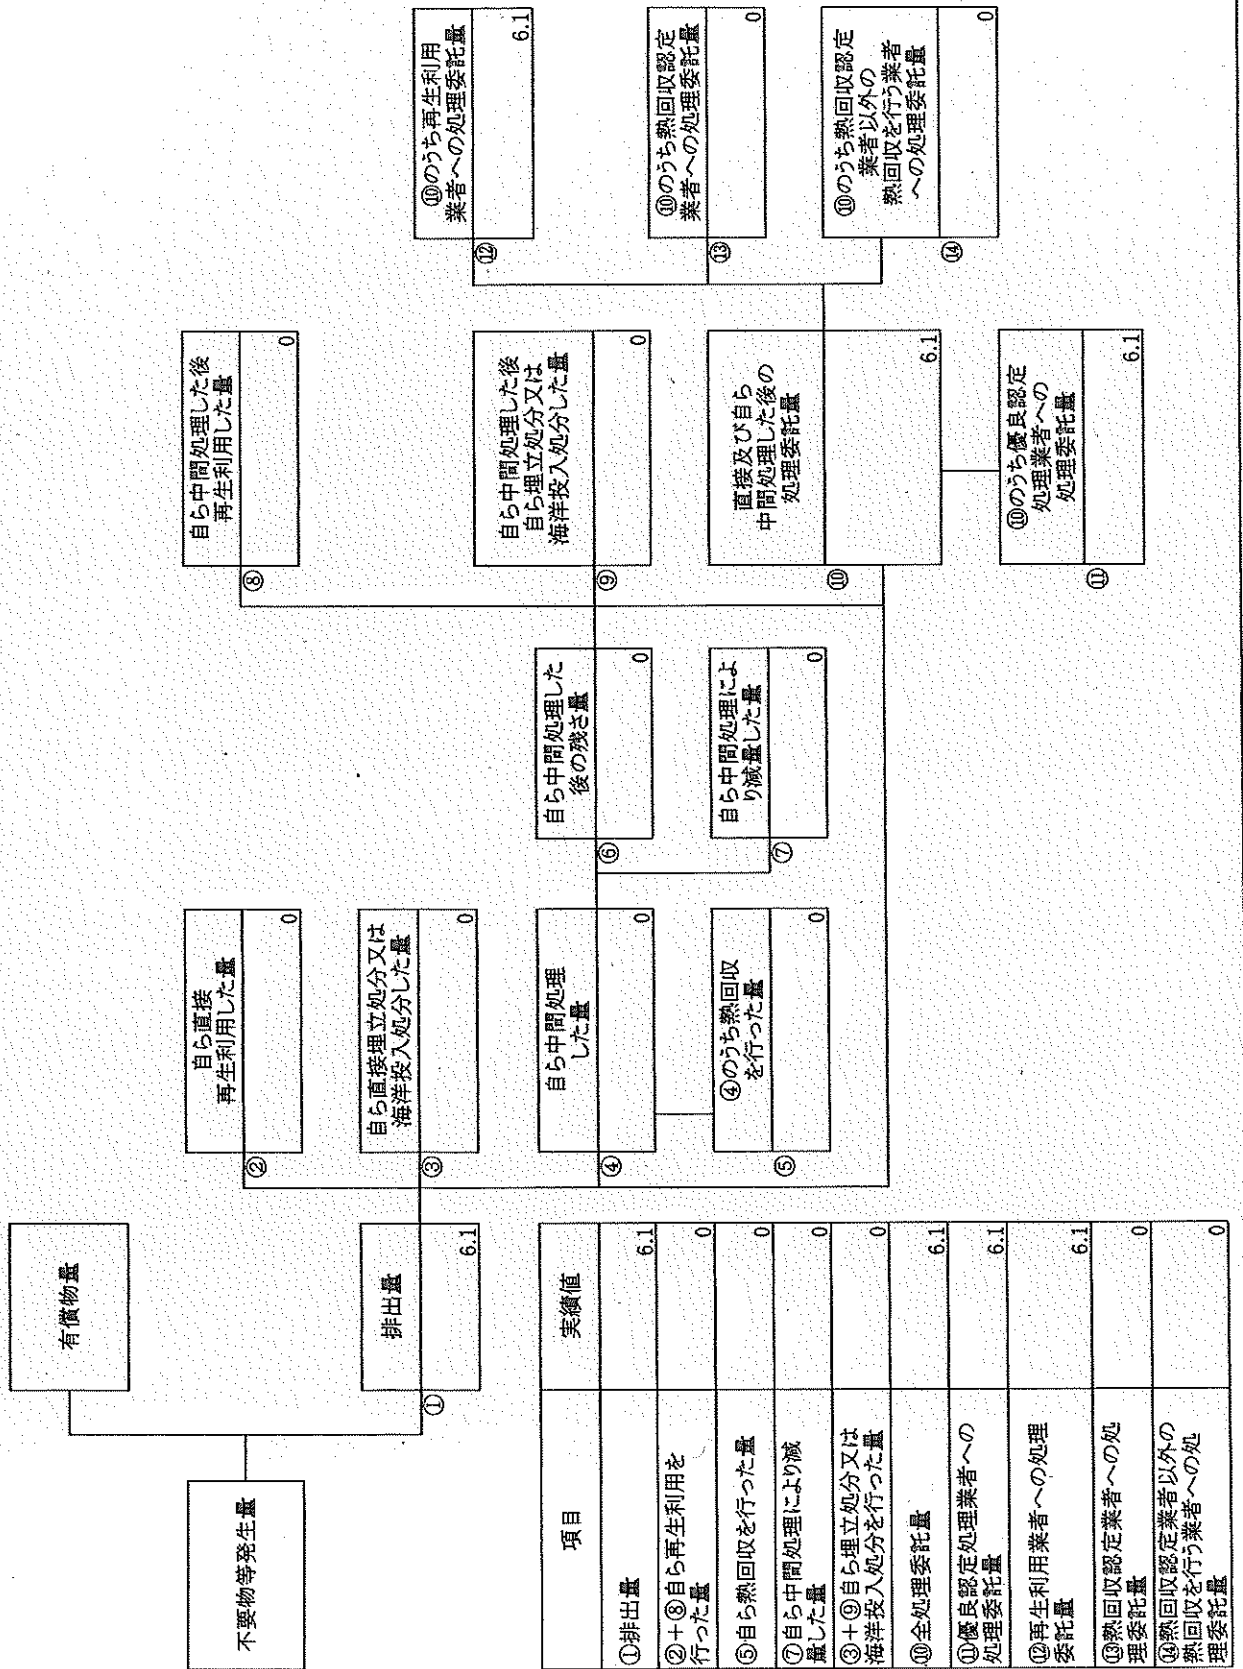 不要物等発生量
有償物量
①
排出量
6.1
②
自ら直接
再生利用した量
0
③
自ら直接埋立処分又は
海洋投入処分した量
0
④
自ら中間処理
した量
0
⑤
④のうち熱回収
を行った量
0
⑥
自ら中間処理した
後の残さ量
0
⑦
自ら中間処理によ
り減量した量
0
⑧
自ら中間処理した後
再生利用した量
0
⑨
自ら中間処理した後
自ら埋立処分又は
海洋投入処分した量
0
⑩
直接及び自ら
中間処理した後の
処理委託量
6.1
⑪
⑩のうち優良認定
処理業者への
処理委託量
6.1
⑫
⑩のうち再生利用
業者への処理委託量
6.1
⑬
⑩のうち熱回収認定
業者への処理委託量
0
⑭
⑩のうち熱回収認定
業者以外の
熱回収を行う業者
への処理委託量
0
項目
実績値
①排出量
6.1
②+⑧自ら再生利用を
行った量
0
⑤自ら熱回収を行った量
0
⑦自ら中間処理により減
量した量
0
③+⑨自ら埋立処分又は
海洋投入処分を行った量
0
⑩全処理委託量
6.1
⑪優良認定処理業者への
処理委託量
6.1
⑫再生利用業者への処理
委託量
6.1
⑬熱回収認定業者への処
理委託量
0
⑭熱回収認定業者以外の
熱回収を行う業者への処
理委託量
0